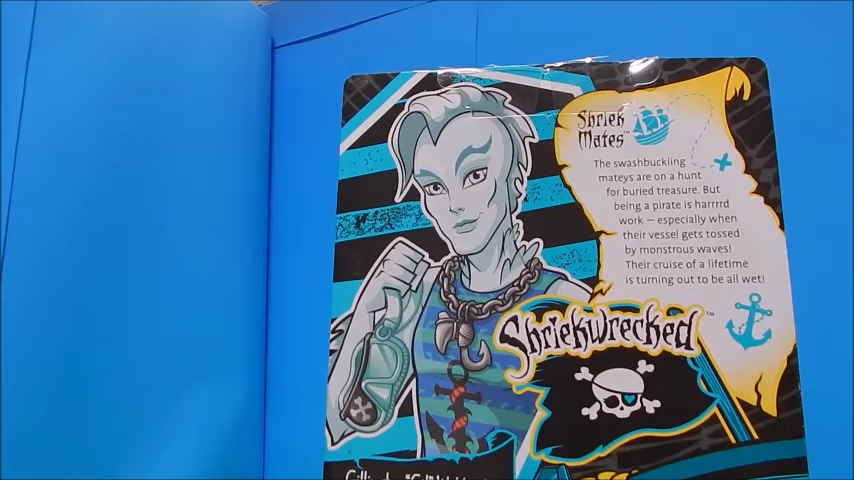 Shriek
Mates™
The swashbuckling
mateys are on a hunt
for buried treasure. But
being a pirate is harrrrd
work — especially when
their vessel gets tossed
by monstrous waves!
Their cruise of a lifetime
is turning out to be all wet!
Shriekwrecked™